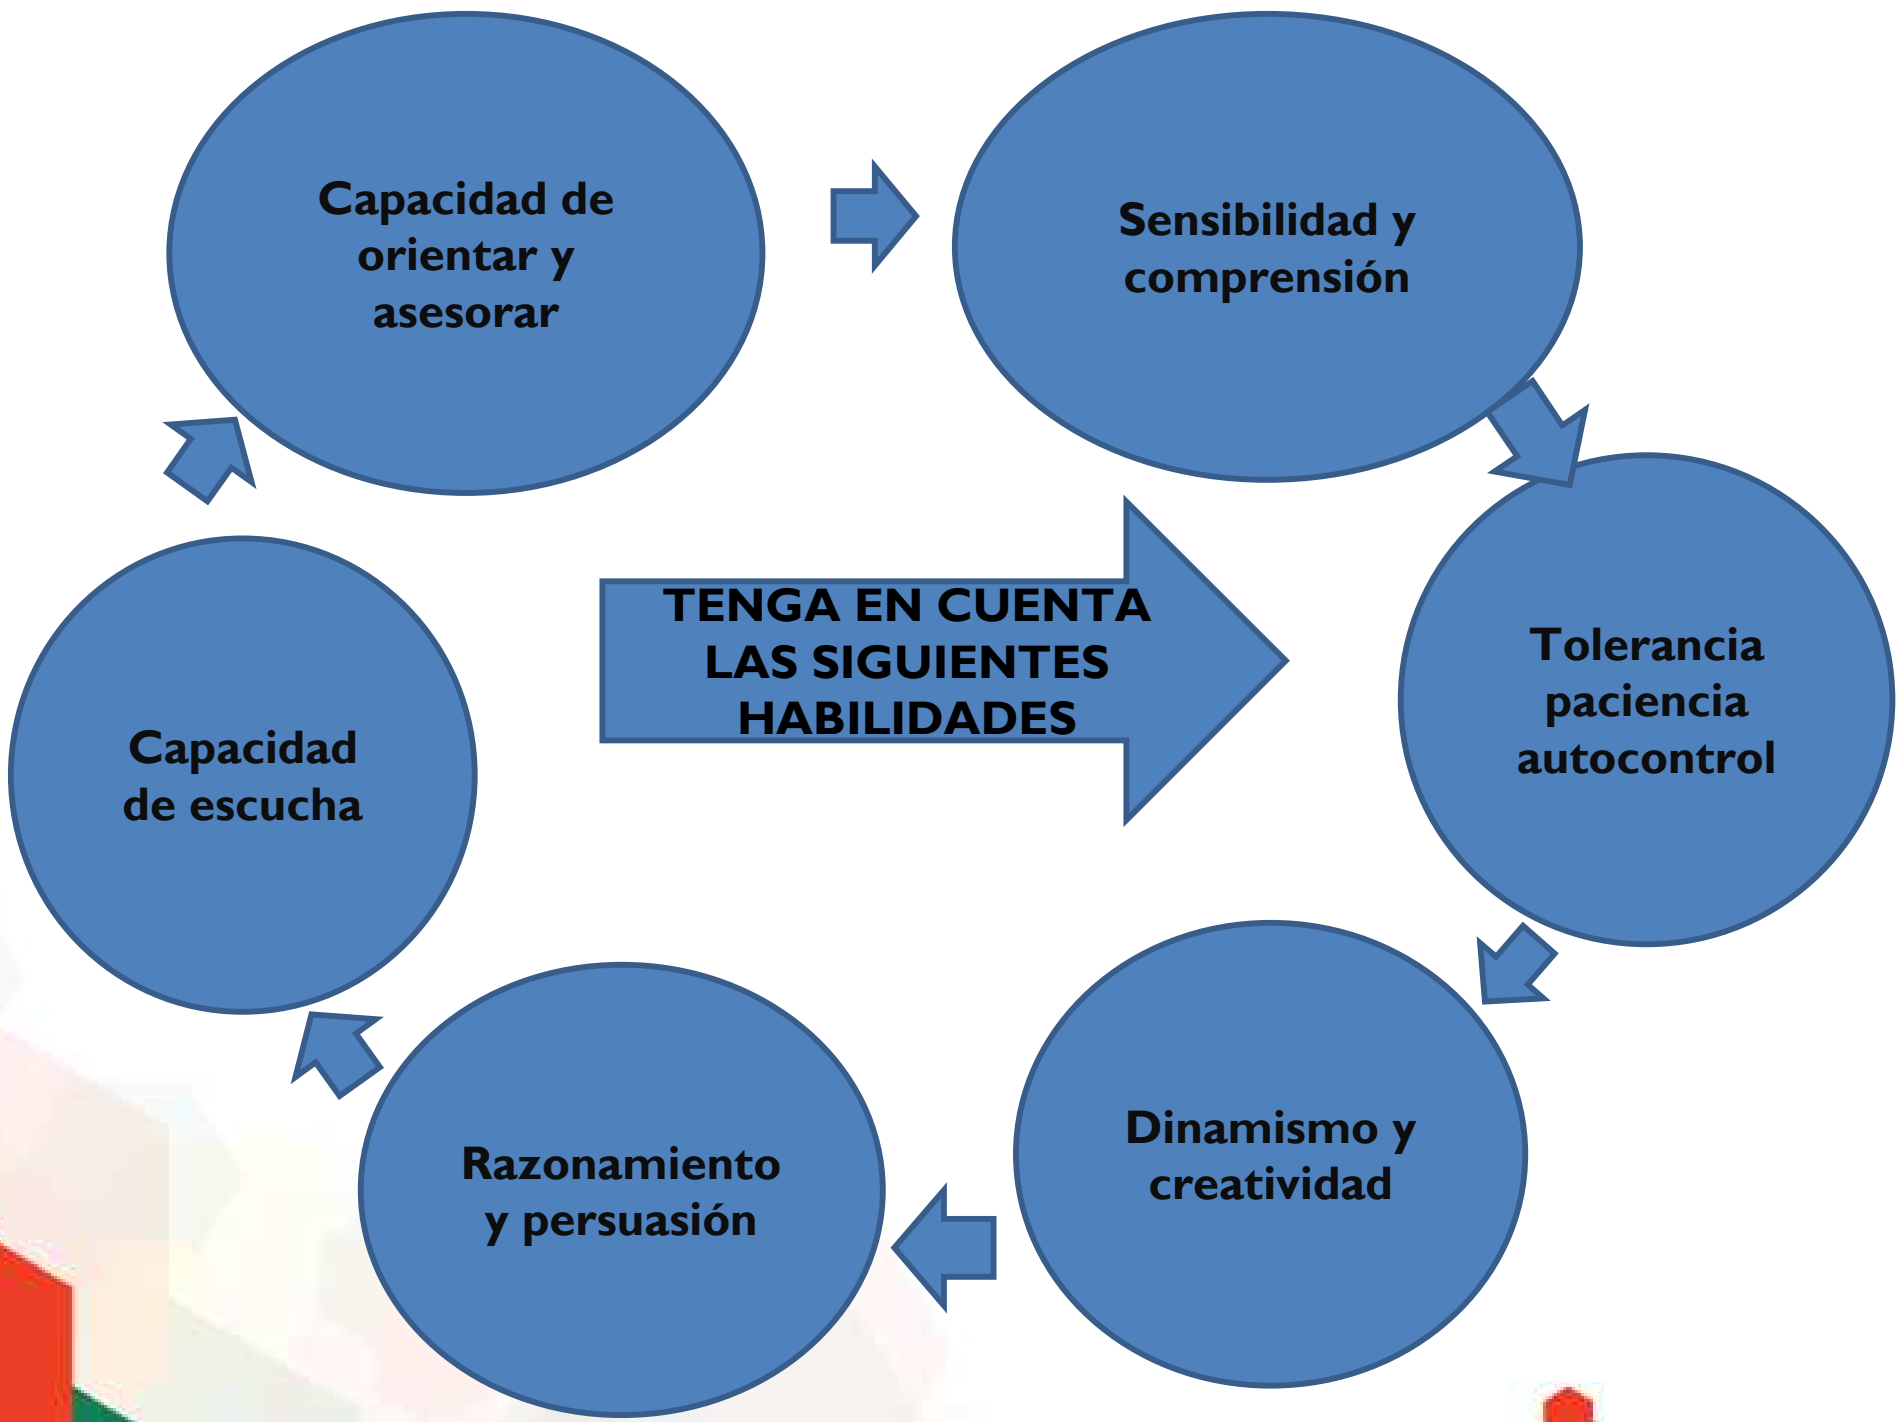 Capacidad de
orientar y
asesorar
Sensibilidad y
comprensión
TENGA EN CUENTA
LAS SIGUIENTES
HABILIDADES
Tolerancia
paciencia
autocontrol
Capacidad
de escucha
Dinamismo y
creatividad
Razonamiento
y persuasión